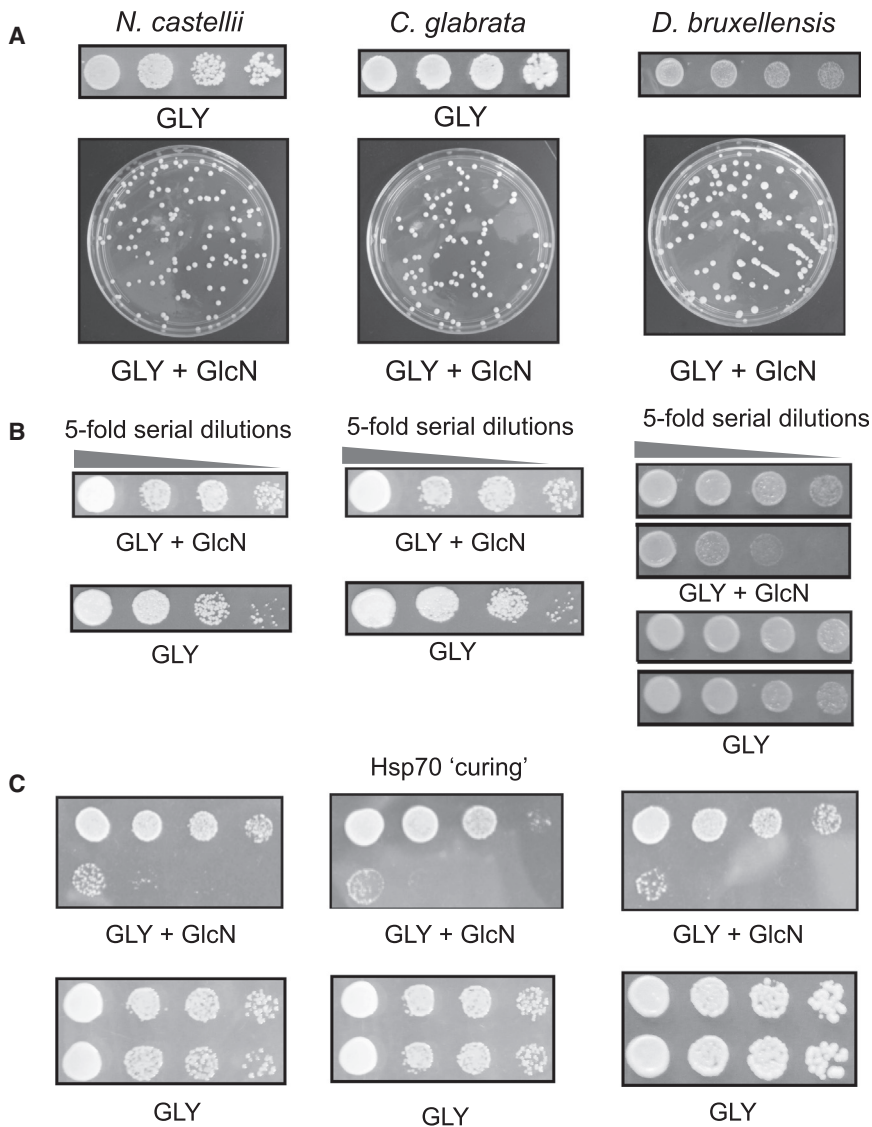 A
N. castellii
C. glabrata
D. bruxellensis
GLY
GLY
GLY + GlcN
GLY + GlcN
GLY + GlcN
B
5-fold serial dilutions
5-fold serial dilutions
5-fold serial dilutions
GLY + GlcN
GLY + GlcN
GLY + GlcN
GLY
GLY
GLY
C
Hsp70 ‘curing’
GLY + GlcN
GLY + GlcN
GLY + GlcN
GLY
GLY
GLY